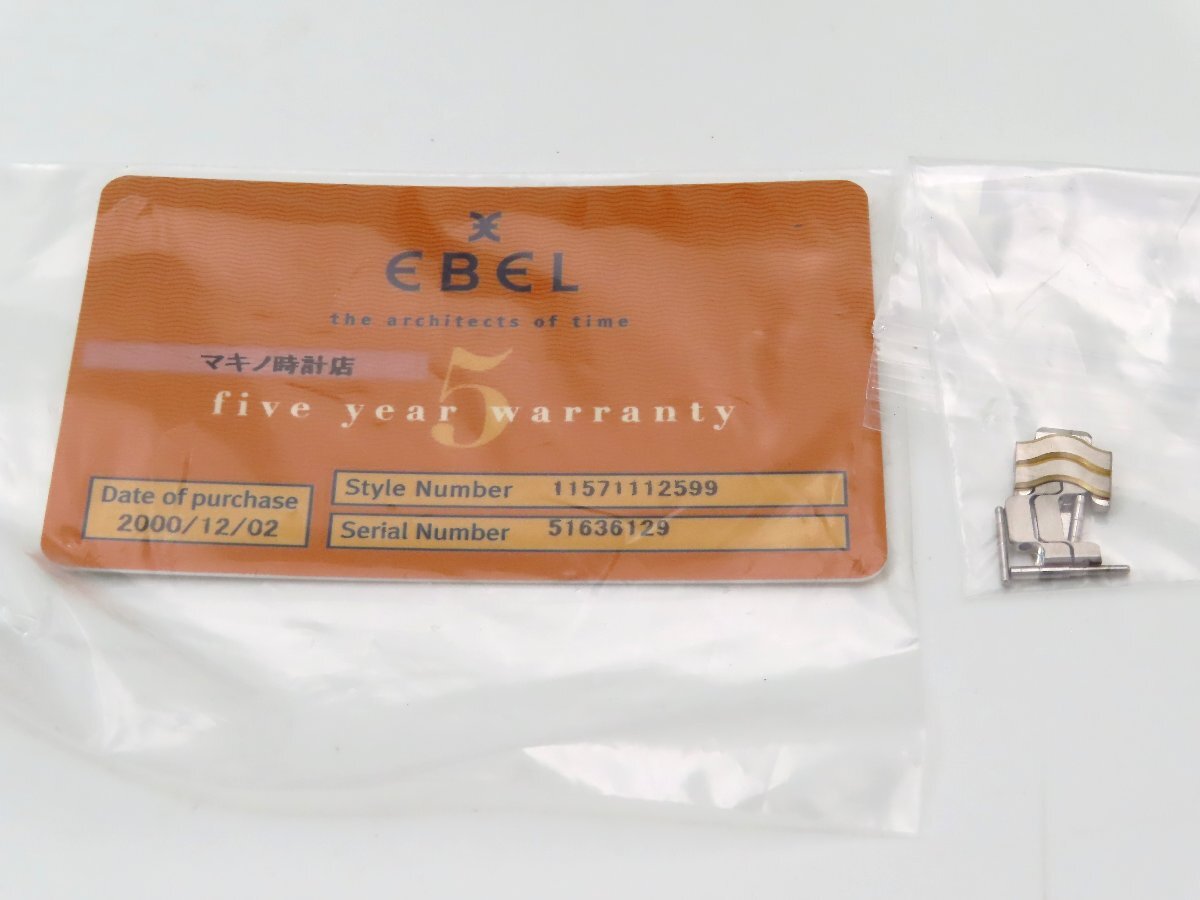 EBEL
the architects of time
マキノ時計店
5
five year warranty
Date of purchase
2000/12/02
Style Number 11571112599
Serial Number 51636129